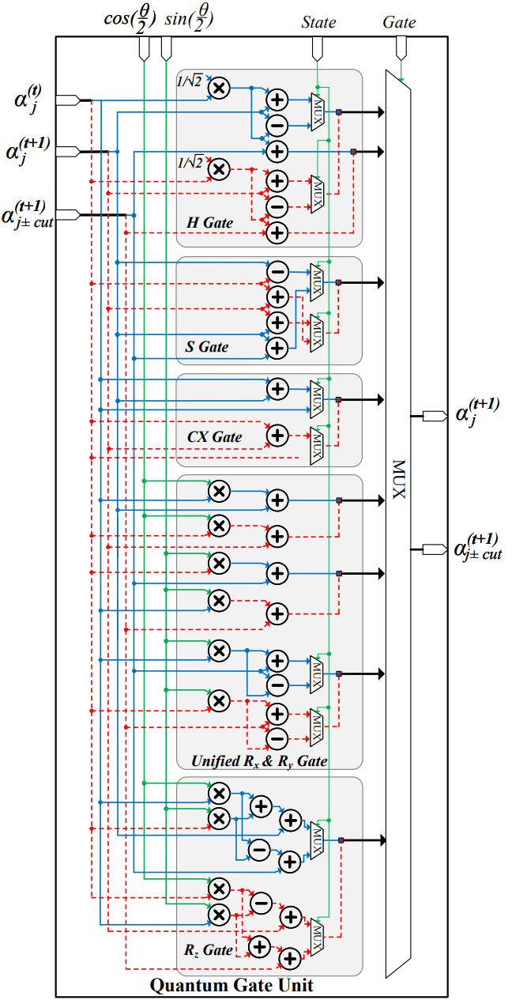 cos(θ/2) sin(θ/2) State Gate
α_j^(t)
α_j^(t+1)
α_{j± cut}^(t+1)
1/√2
×
+
−
+
MUX
1/√2
×
+
−
+
MUX
H Gate
−
+
+
+
MUX
MUX
S Gate
+
MUX
+
MUX
CX Gate
α_j^(t+1)
MUX
×
+
×
+
×
+
α_{j± cut}^(t+1)
×
+
×
+
−
MUX
×
+
−
MUX
Unified R_x & R_y Gate
×
×
+
+
−
+
MUX
×
×
−
+
+
+
MUX
R_z Gate
Quantum Gate Unit